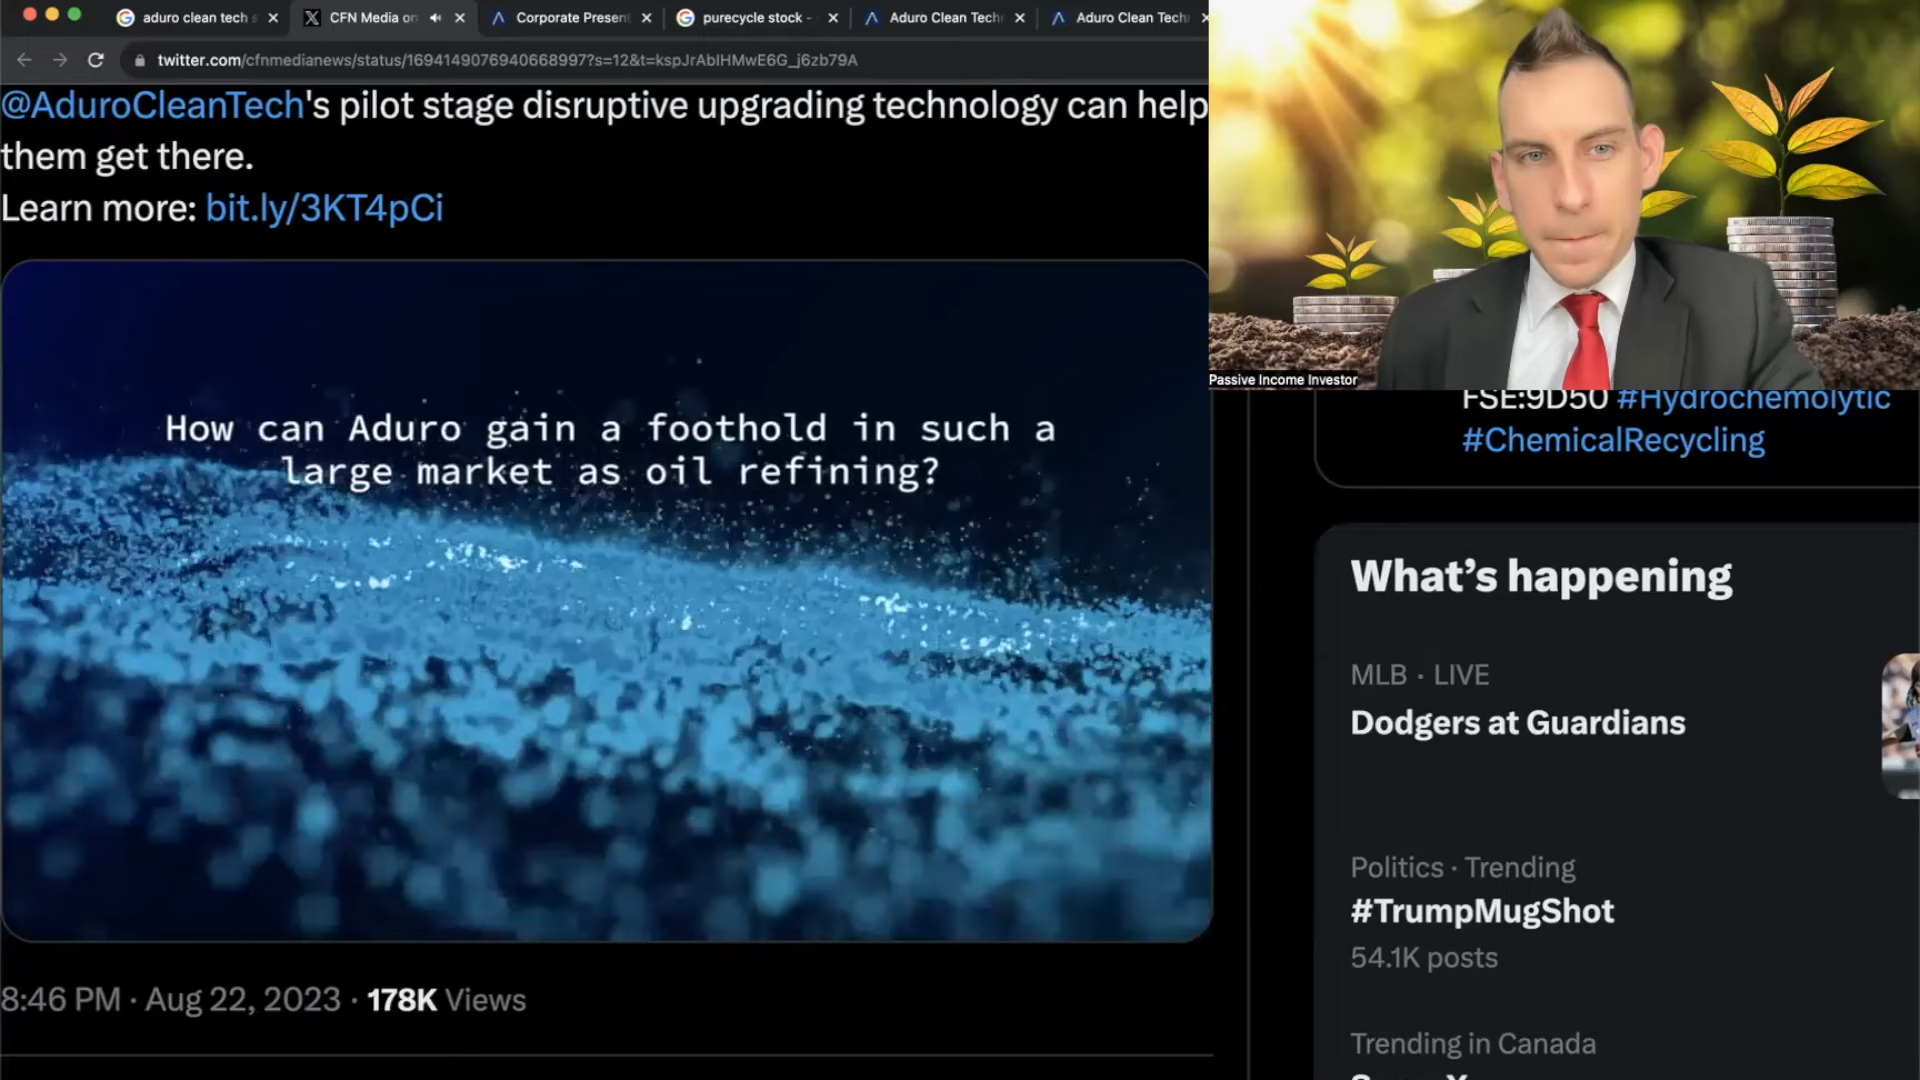 aduro clean tech s
CFN Media on
Corporate Present
purecycle stock -
Aduro Clean Tech
Aduro Clean Tech
twitter.com/cfnmedianews/status/1694149076940668997?s=12&t=kspJrAblHMwE6G_j6zb79A
@AduroCleanTech's pilot stage disruptive upgrading technology can help
them get there.
Learn more: bit.ly/3KT4pCi
How can Aduro gain a foothold in such a
large market as oil refining?
8:46 PM · Aug 22, 2023 · 178K Views
Passive Income Investor
FSE:9D50 #Hydrochemolytic
#ChemicalRecycling
What's happening
MLB · LIVE
Dodgers at Guardians
Politics · Trending
#TrumpMugShot
54.1K posts
Trending in Canada